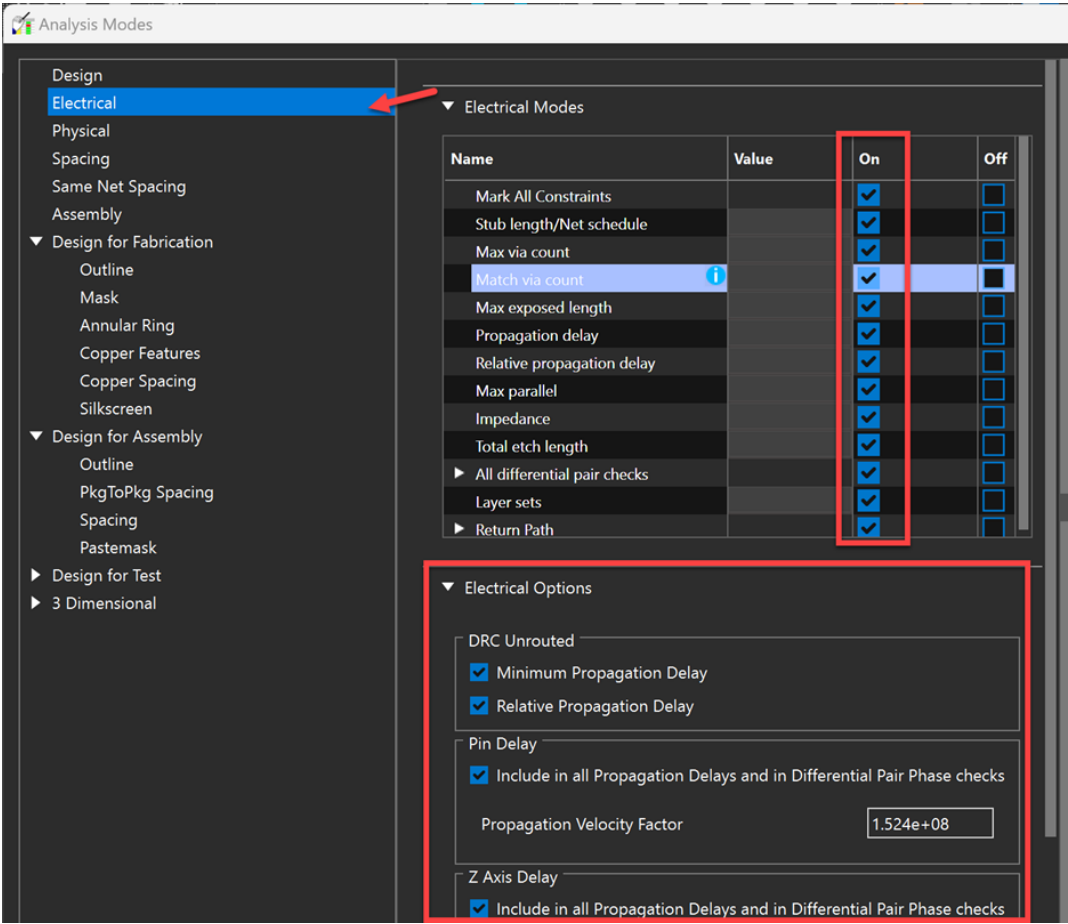 Analysis Modes
Design
Electrical
Physical
Spacing
Same Net Spacing
Assembly
Design for Fabrication
Outline
Mask
Annular Ring
Copper Features
Copper Spacing
Silkscreen
Design for Assembly
Outline
PkgToPkg Spacing
Spacing
Pastemask
Design for Test
3 Dimensional
Electrical Modes
Name Value On Off
Mark All Constraints
Stub length/Net schedule
Max via count
Match via count
Max exposed length
Propagation delay
Relative propagation delay
Max parallel
Impedance
Total etch length
All differential pair checks
Layer sets
Return Path
Electrical Options
DRC Unrouted
Minimum Propagation Delay
Relative Propagation Delay
Pin Delay
Include in all Propagation Delays and in Differential Pair Phase checks
Propagation Velocity Factor 1.524e+08
Z Axis Delay
Include in all Propagation Delays and in Differential Pair Phase checks